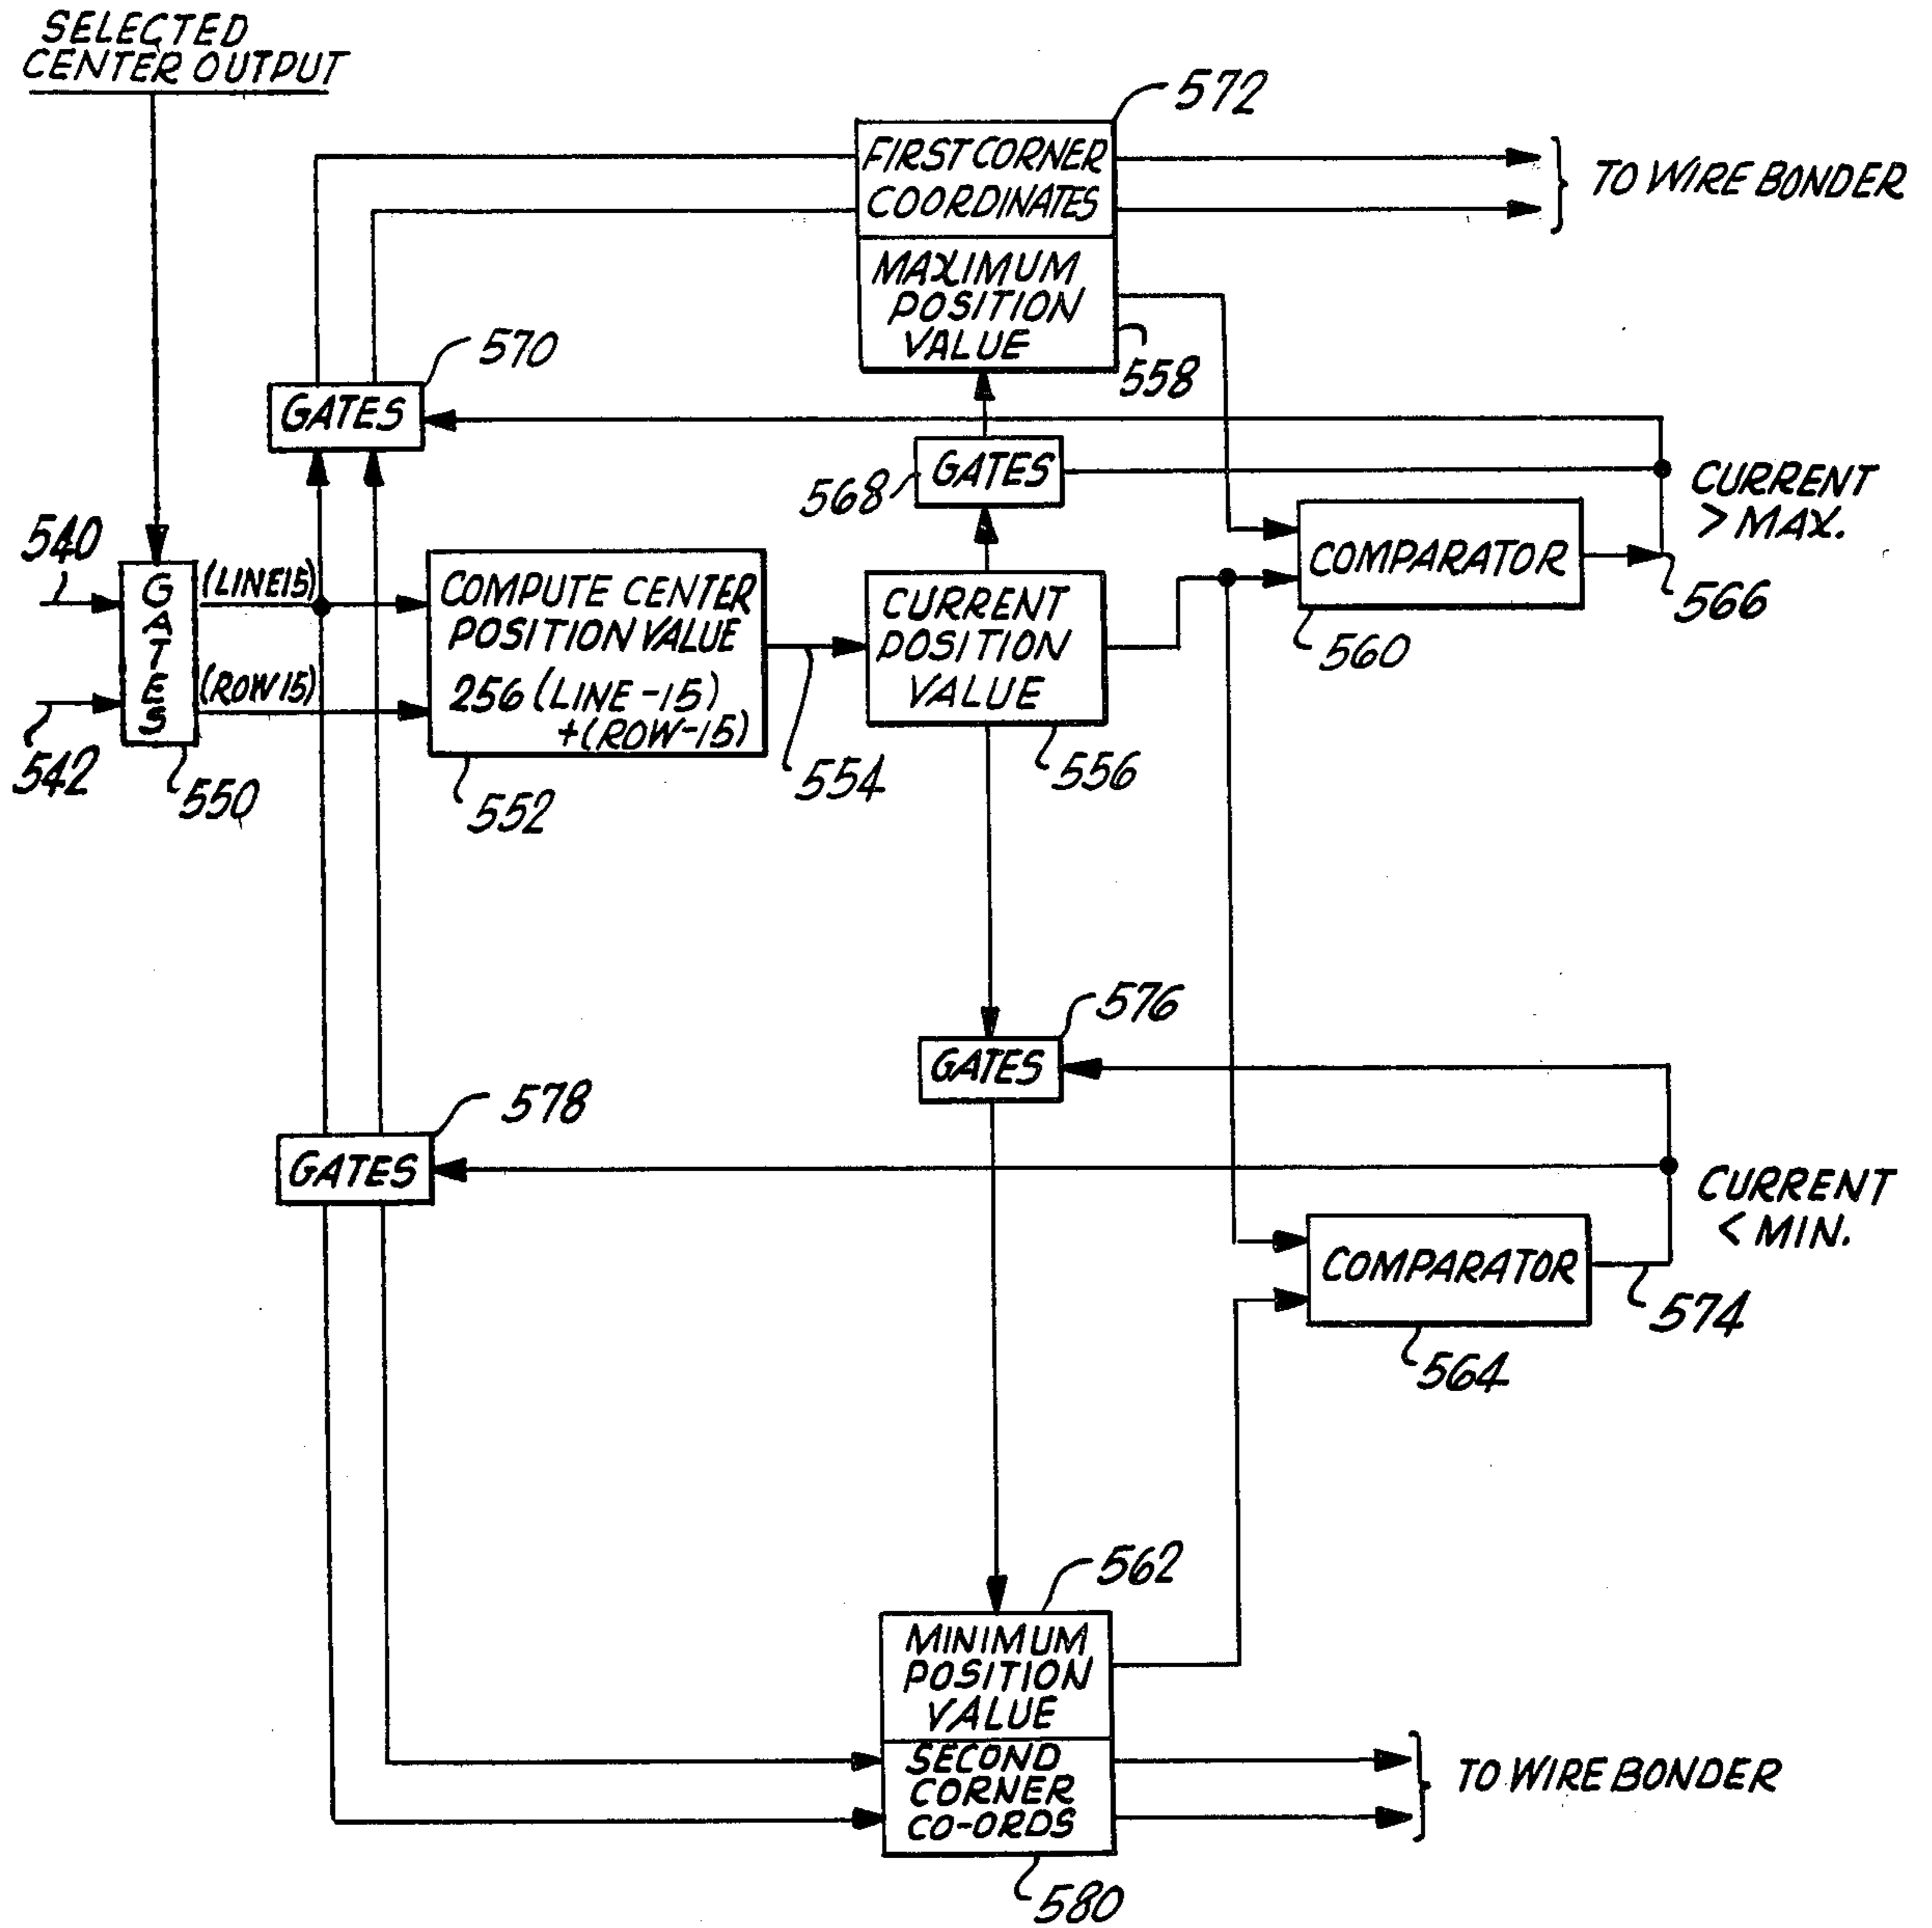 SELECTED
CENTER OUTPUT
572
FIRST CORNER
COORDINATES
TO WIRE BONDER
MAXIMUM
POSITION
VALUE
558
570
GATES
568
GATES
CURRENT
> MAX.
540
GATES
(LINE15)
(ROW 15)
542
550
COMPUTE CENTER
POSITION VALUE
256 (LINE-15)
+(ROW-15)
552
554
CURRENT
POSITION
VALUE
556
COMPARATOR
560
566
576
GATES
578
GATES
CURRENT
< MIN.
COMPARATOR
574
564
562
MINIMUM
POSITION
VALUE
SECOND
CORNER
CO-ORDS
TO WIRE BONDER
580